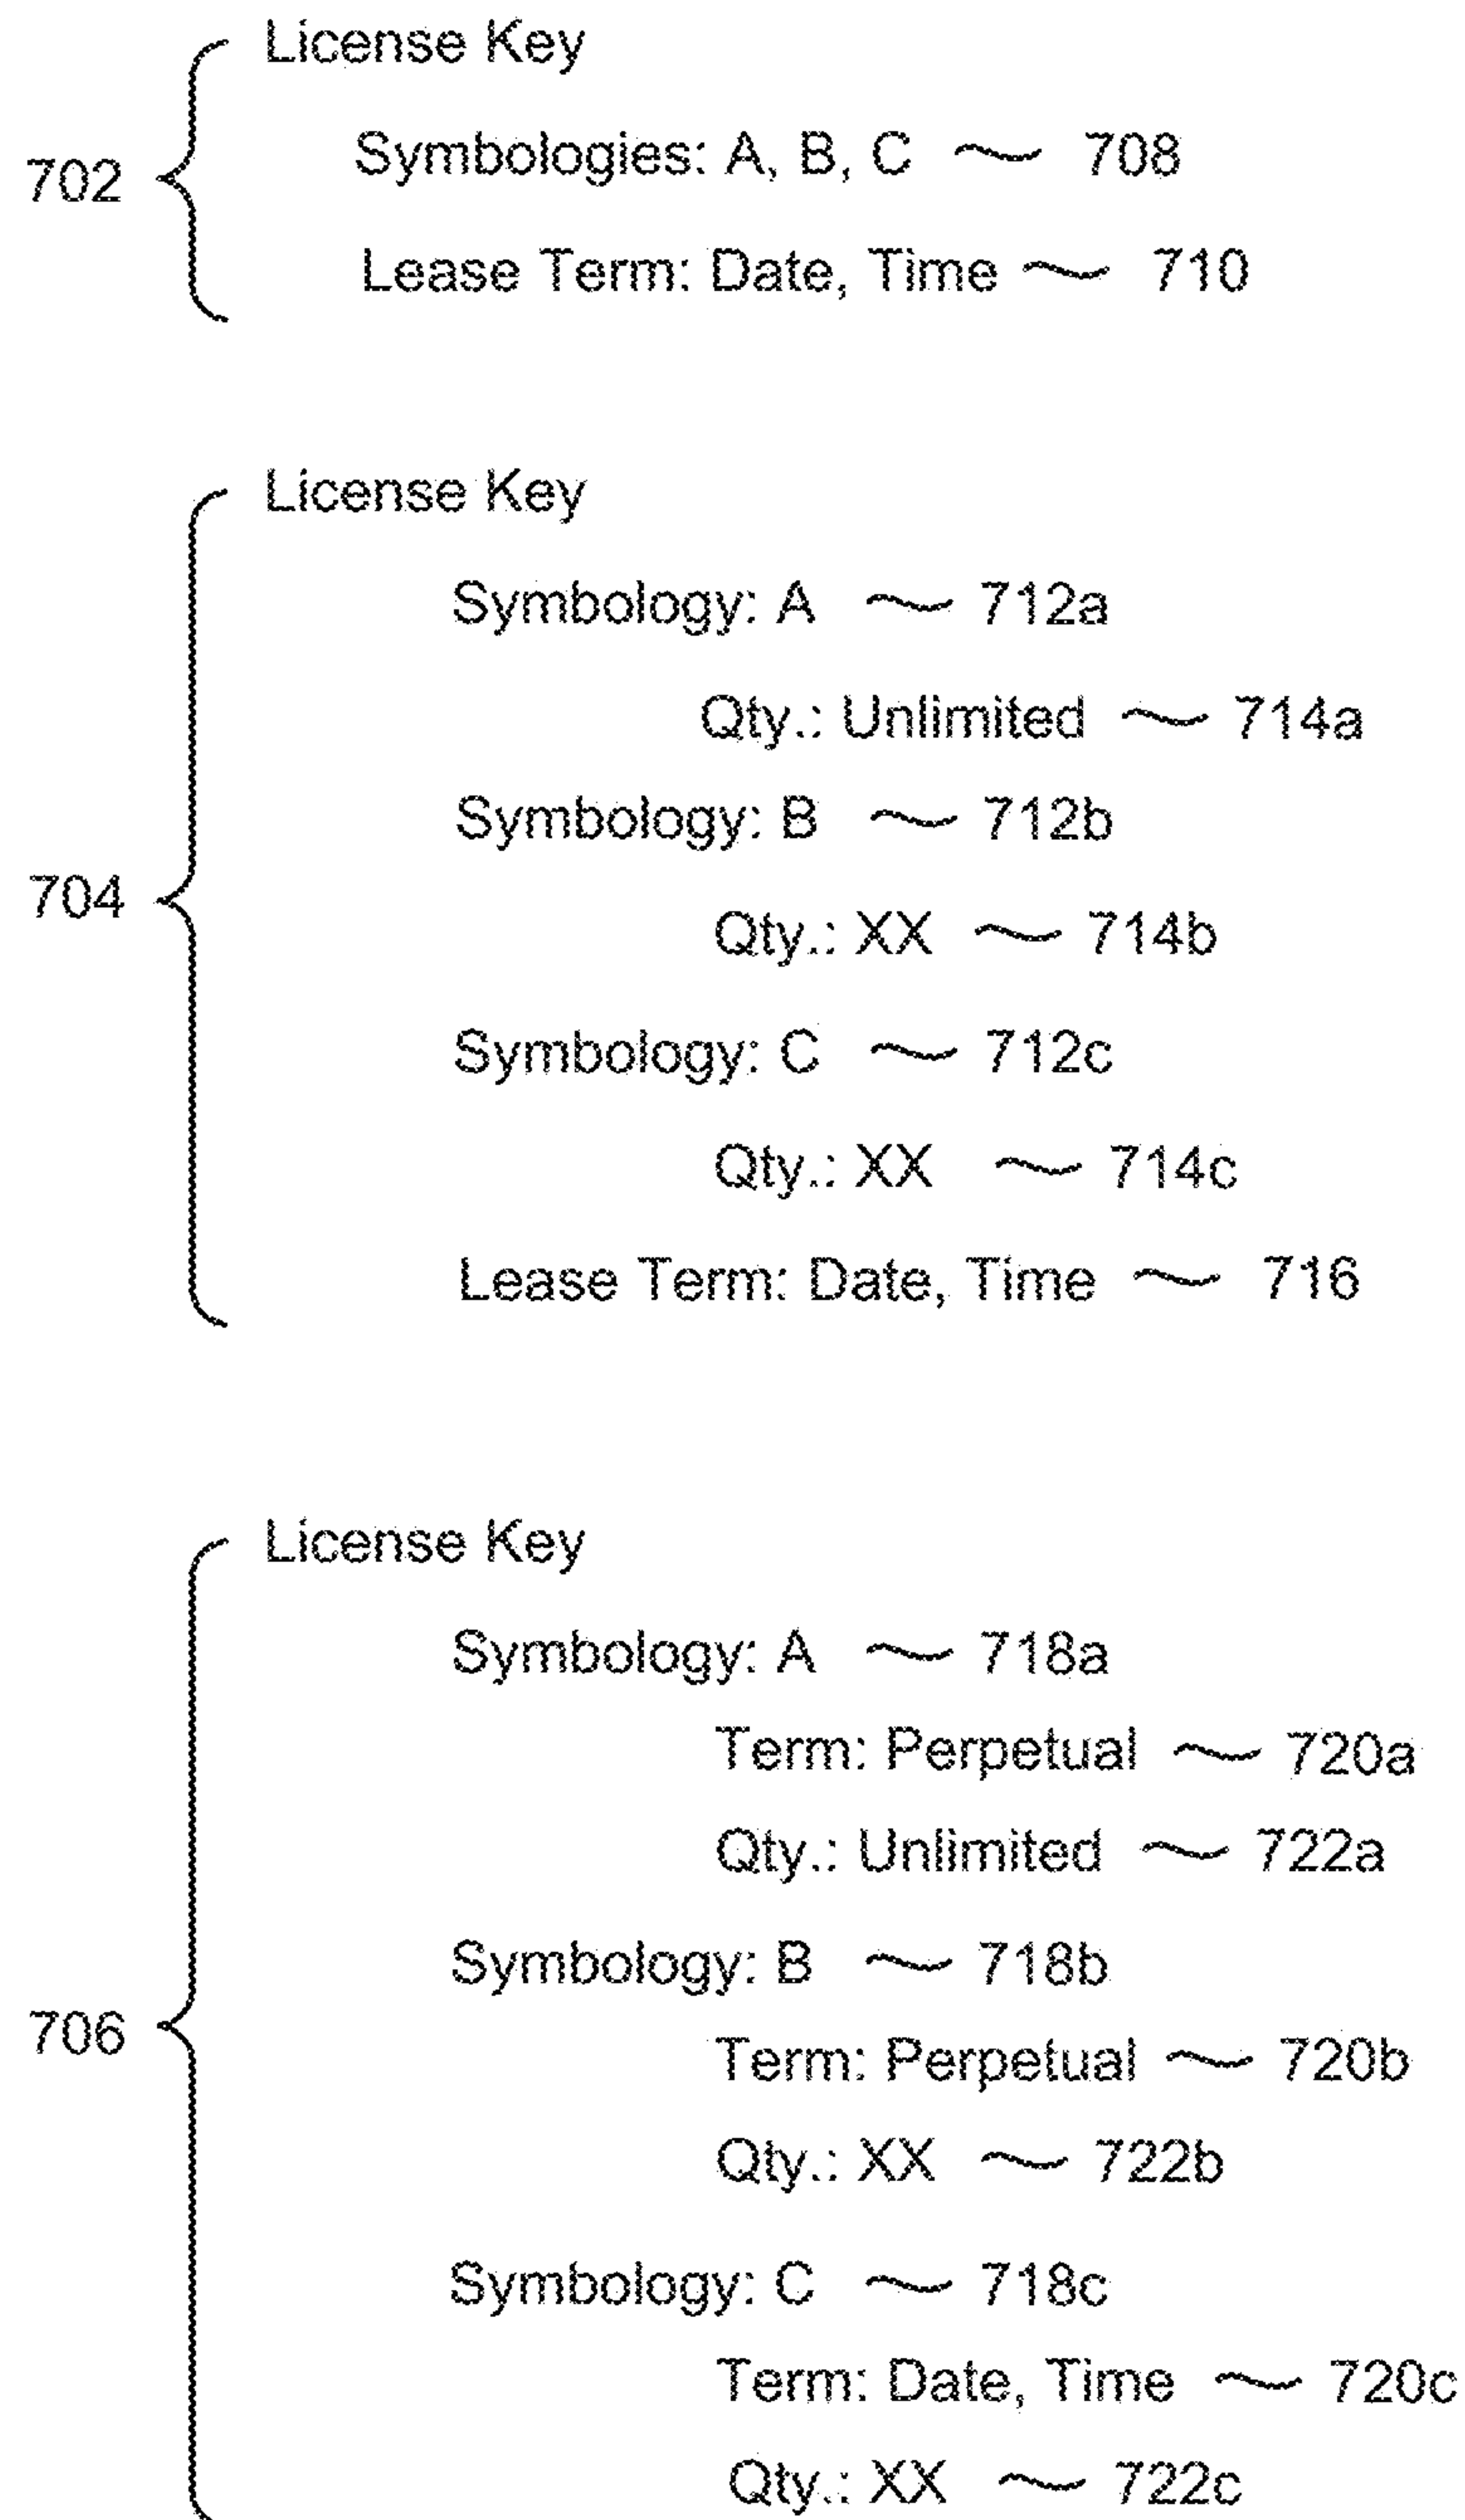 License Key
Symbologies: A, B, C 708
702
Lease Term: Date, Time 710
License Key
Symbology: A 712a
Qty.: Unlimited 714a
Symbology: B 712b
704
Qty.: XX 714b
Symbology: C 712c
Qty.: XX 714c
Lease Term: Date, Time 716
License Key
Symbology: A 718a
Term: Perpetual 720a
Qty.: Unlimited 722a
Symbology: B 718b
706
Term: Perpetual 720b
Qty.: XX 722b
Symbology: C 718c
Term: Date, Time 720c
Qty.: XX 722c